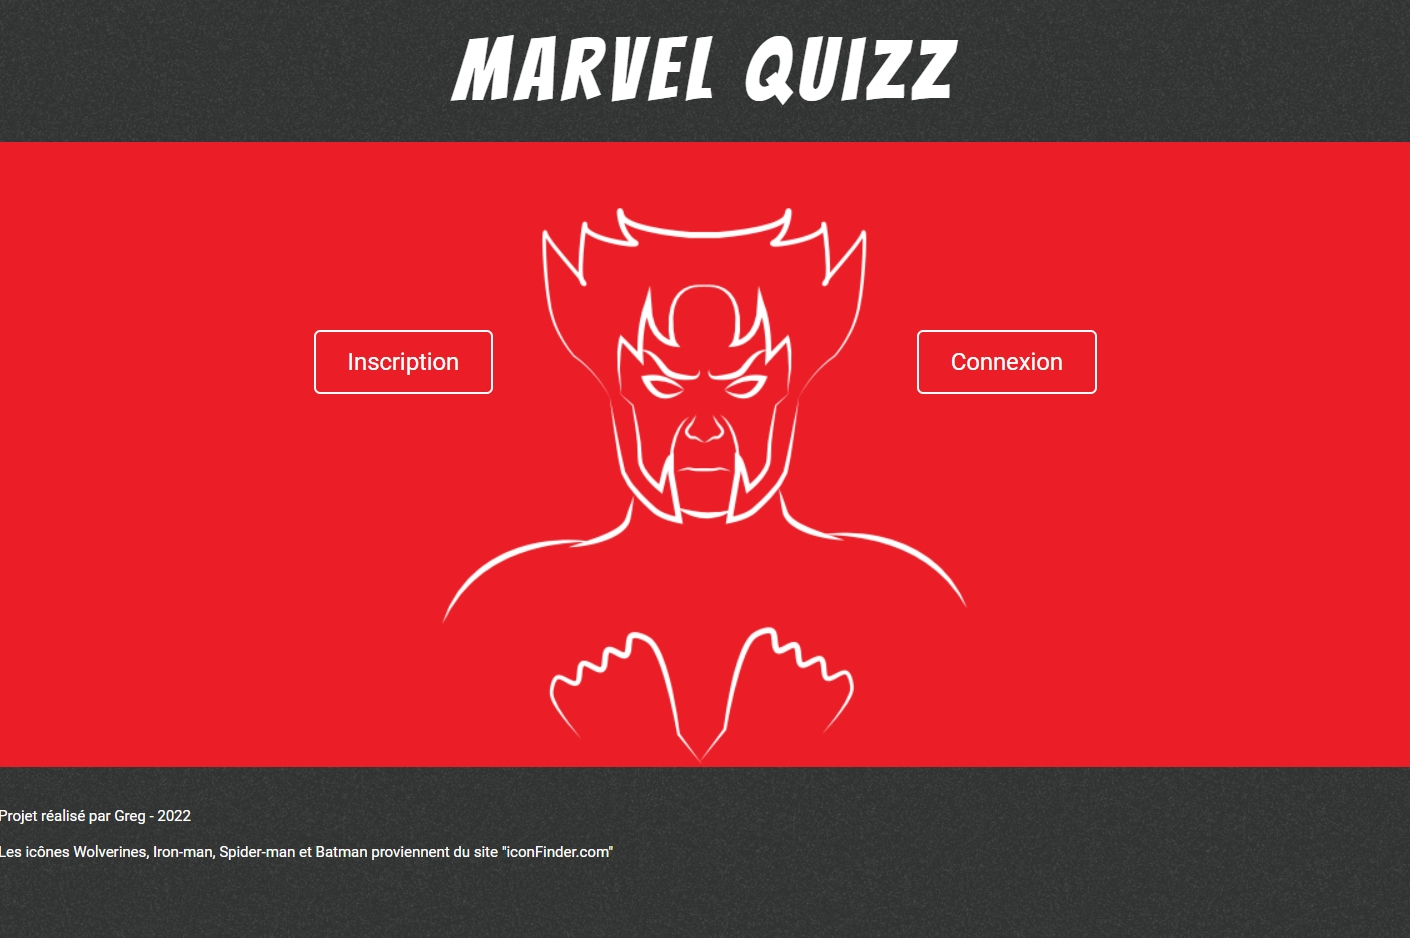 MARVEL QUIZZ
Inscription
Connexion
Projet réalisé par Greg - 2022
Les icônes Wolverines, Iron-man, Spider-man et Batman proviennent du site "iconFinder.com"